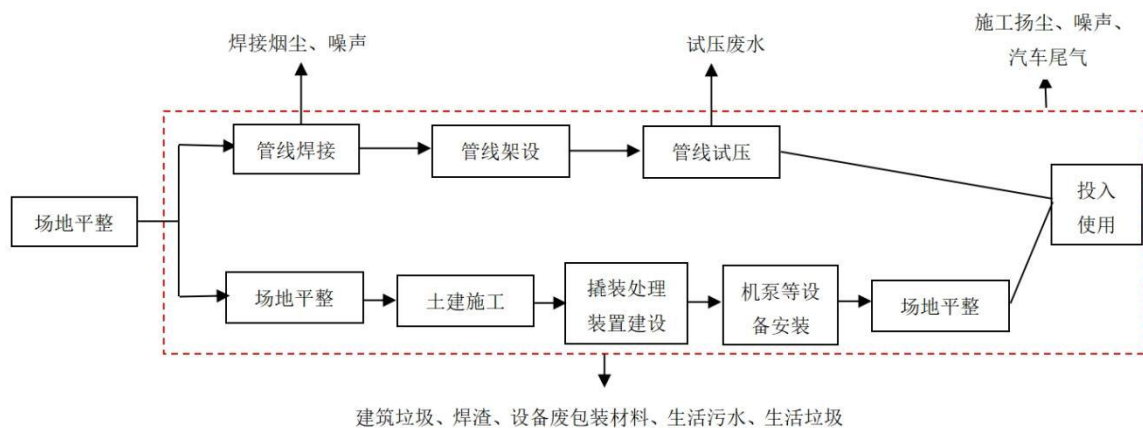 焊接烟尘、噪声
试压废水
施工扬尘、噪声、
汽车尾气
管线焊接
管线架设
管线试压
投入
使用
场地平整
场地平整
土建施工
撬装处理
装置建设
机泵等设
备安装
场地平整
建筑垃圾、焊渣、设备废包装材料、生活污水、生活垃圾